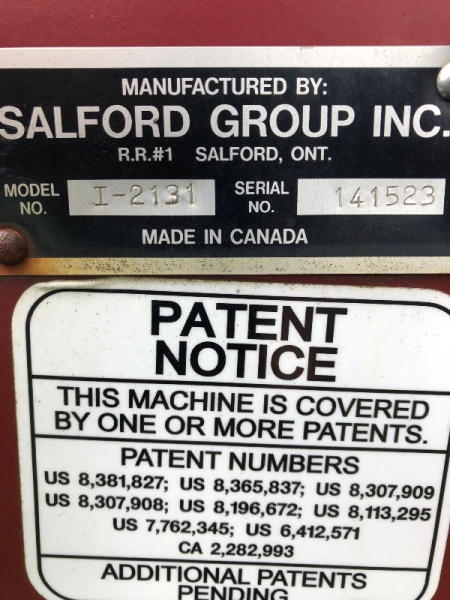 MANUFACTURED BY:
SALFORD GROUP INC.
R.R.#1 SALFORD, ONT.
MODEL NO. I-2131 SERIAL NO. 141523
MADE IN CANADA
PATENT
NOTICE
THIS MACHINE IS COVERED
BY ONE OR MORE PATENTS.
PATENT NUMBERS
US 8,381,827; US 8,365,837; US 8,307,909
US 8,307,908; US 8,196,672; US 8,113,295
US 7,762,345; US 6,412,571
CA 2,282,993
ADDITIONAL PATENTS
PENDING